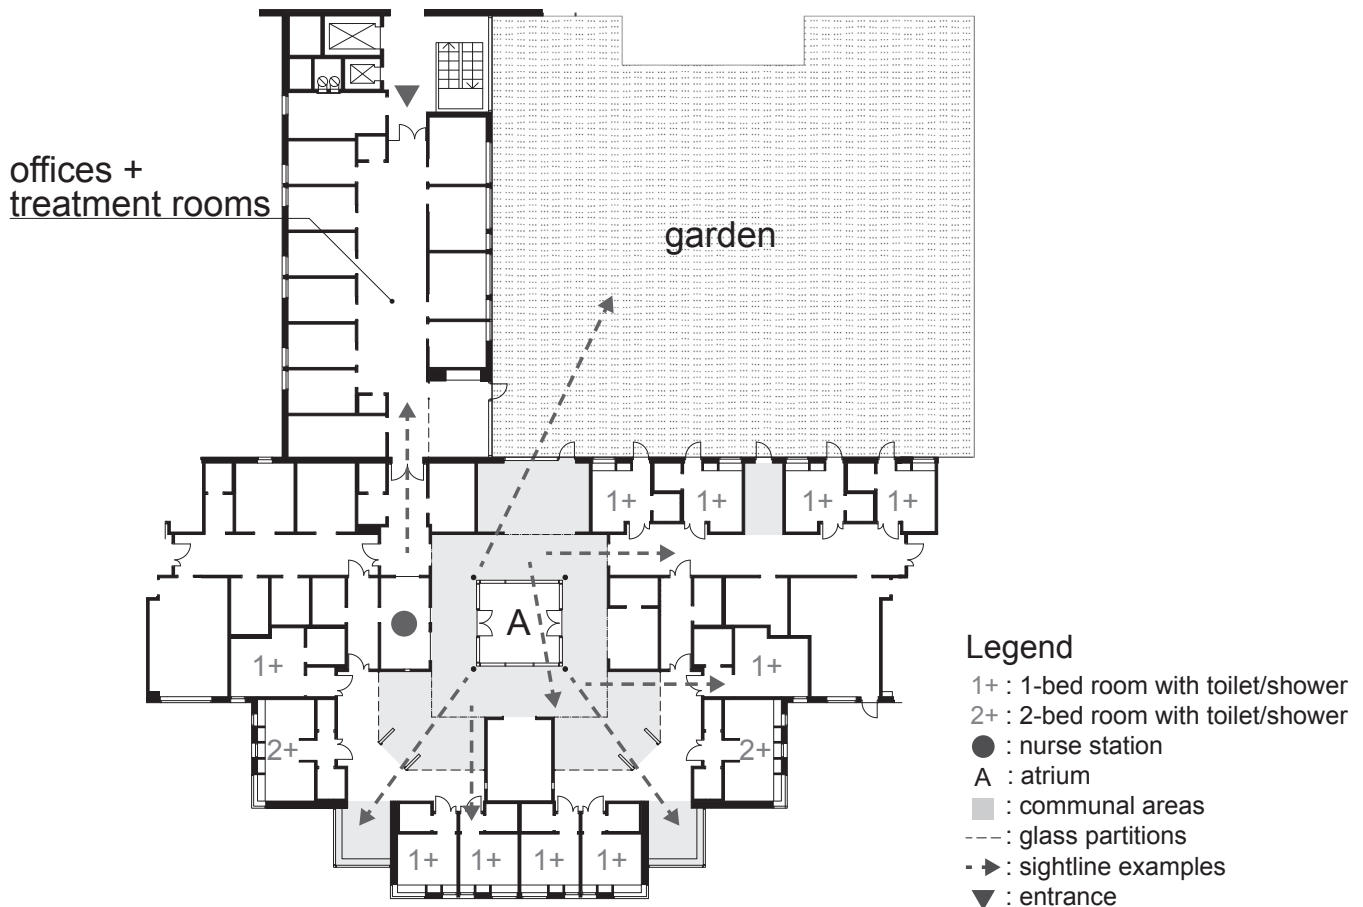 offices +
treatment rooms
garden
1+ 1+ 1+ 1+
A
1+ 1+
2+ 2+
1+ 1+ 1+ 1+
Legend
1+ : 1-bed room with toilet/shower
2+ : 2-bed room with toilet/shower
: nurse station
A : atrium
: communal areas
: glass partitions
: sightline examples
: entrance